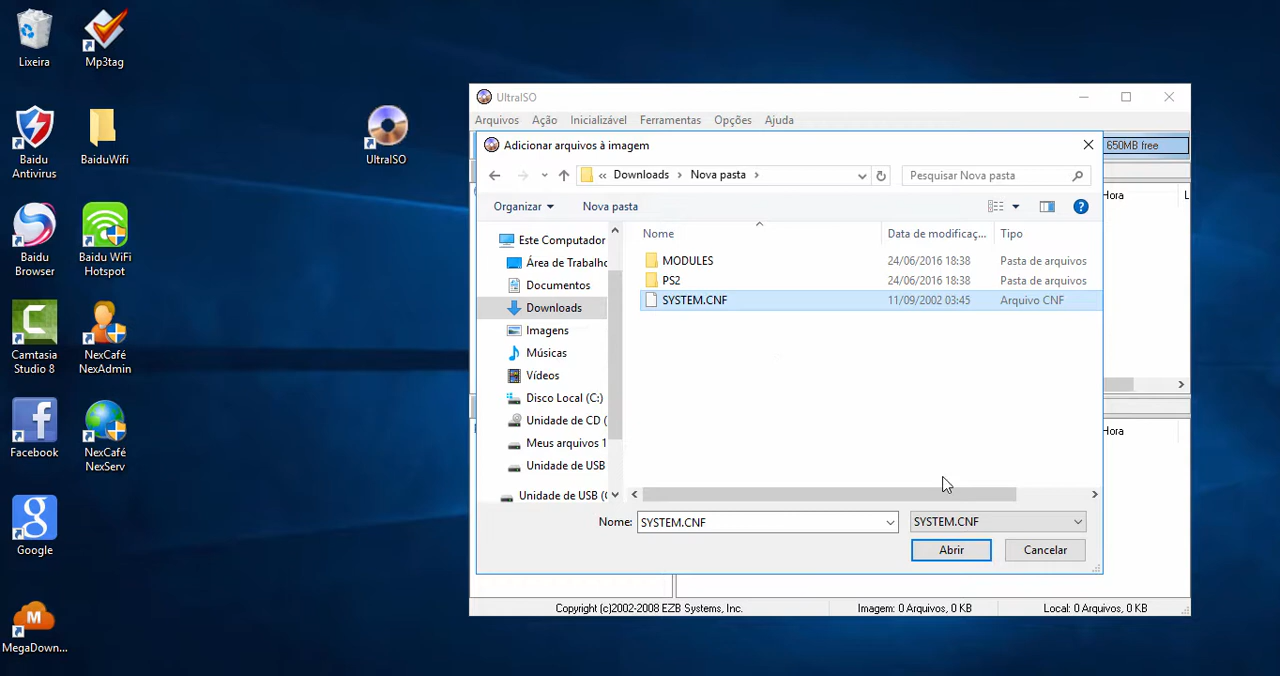 Lixeira
Mp3tag
Baidu
Antivirus
BaiduWifi
UltraISO
Baidu
Browser
Baidu WiFi
Hotspot
Camtasia
Studio 8
NexCafé
NexAdmin
Facebook
NexCafé
NexServ
Google
MegaDown...
UltraISO
Arquivos Ação Inicializável Ferramentas Opções Ajuda
650MB free
Hora L
Hora
Adicionar arquivos à imagem
« Downloads > Nova pasta >
Pesquisar Nova pasta
Organizar Nova pasta
Nome Data de modificaç... Tipo
MODULES 24/06/2016 18:38 Pasta de arquivos
PS2 24/06/2016 18:38 Pasta de arquivos
SYSTEM.CNF 11/09/2002 03:45 Arquivo CNF
Este Computador
Área de Trabalho
Documentos
Downloads
Imagens
Músicas
Vídeos
Disco Local (C:)
Unidade de CD (
Meus arquivos 1
Unidade de USB
Unidade de USB (
Nome: SYSTEM.CNF SYSTEM.CNF
Abrir Cancelar
Copyright (c)2002-2008 EZB Systems, Inc. Imagem: 0 Arquivos, 0 KB Local: 0 Arquivos, 0 KB